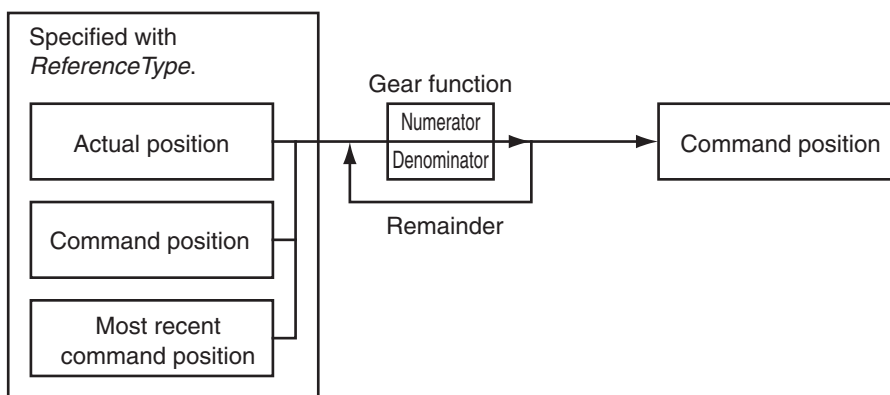 Specified with
ReferenceType.
Actual position
Command position
Most recent
command position
Gear function
Numerator
Denominator
Remainder
Command position